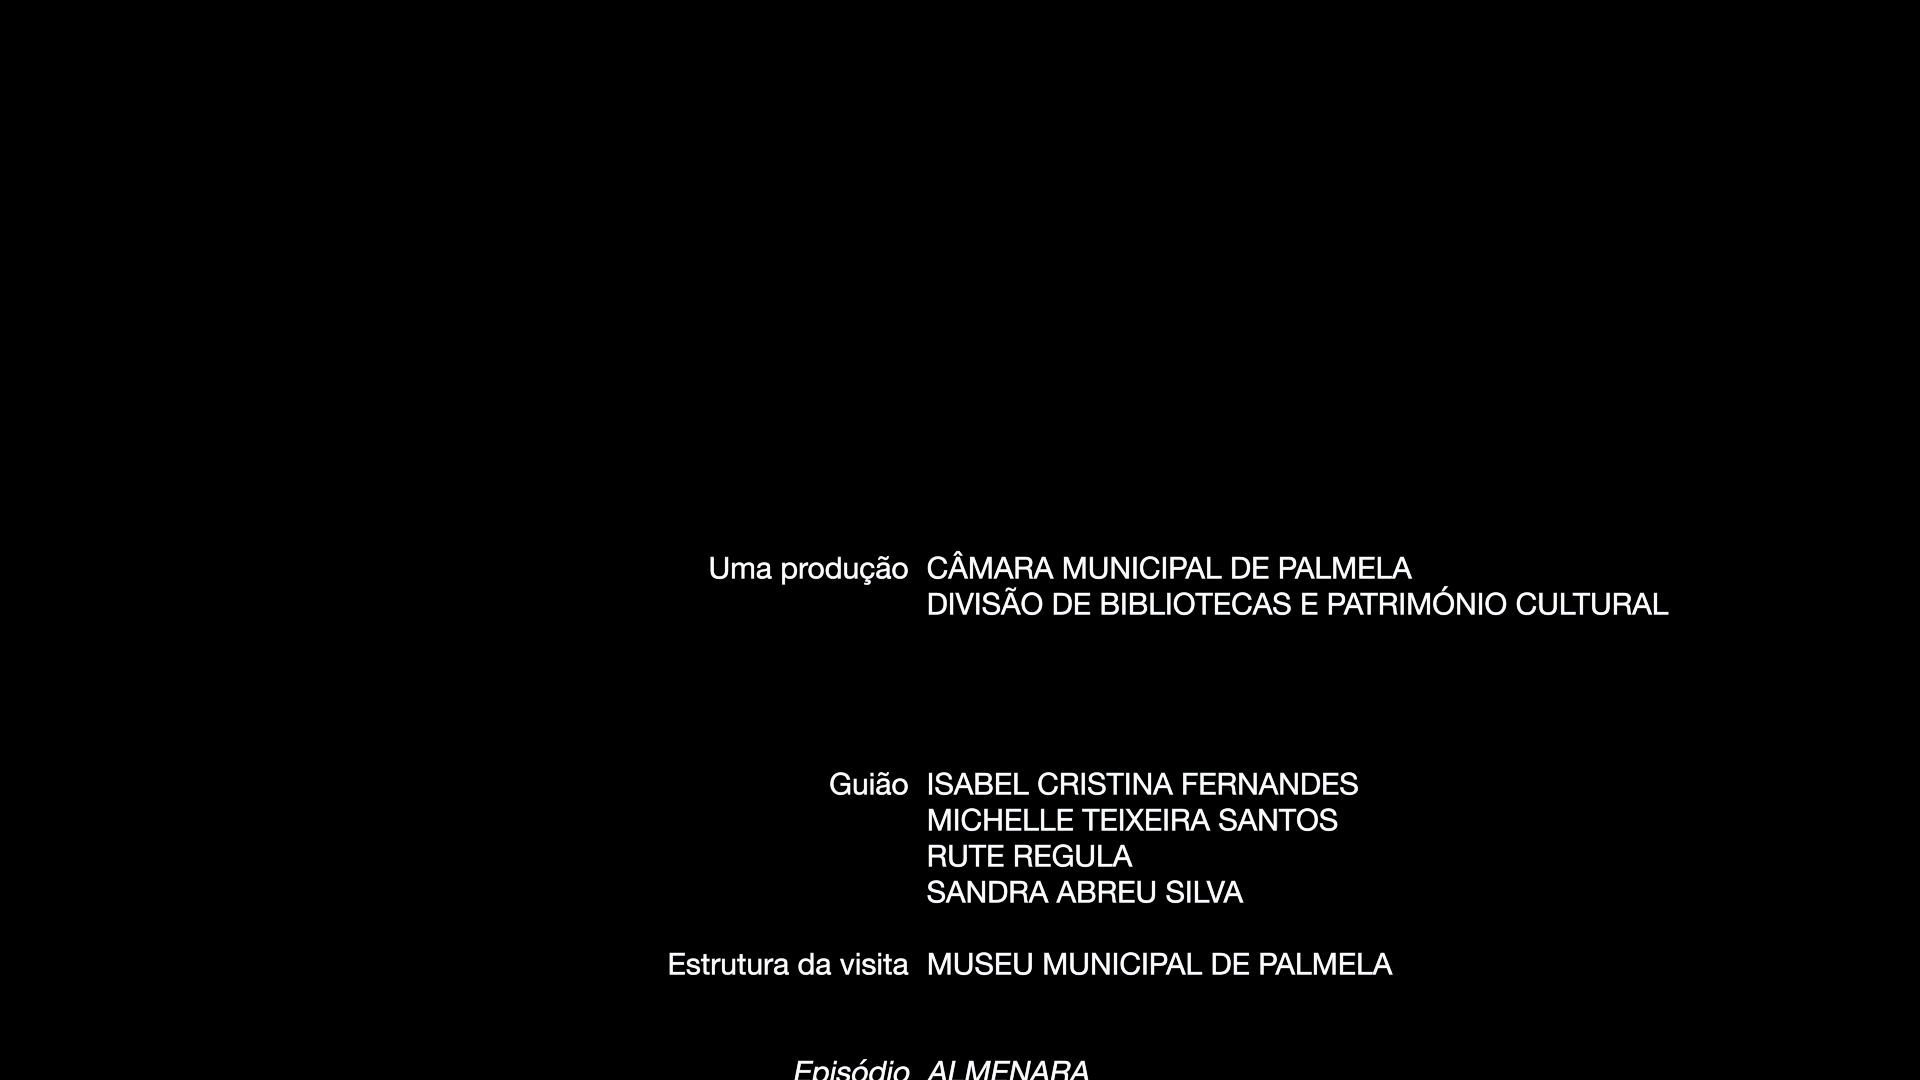 Uma produção CÂMARA MUNICIPAL DE PALMELA
DIVISÃO DE BIBLIOTECAS E PATRIMÓNIO CULTURAL
Guião ISABEL CRISTINA FERNANDES
MICHELLE TEIXEIRA SANTOS
RUTE REGULA
SANDRA ABREU SILVA
Estrutura da visita MUSEU MUNICIPAL DE PALMELA
Episódio ALMENARA